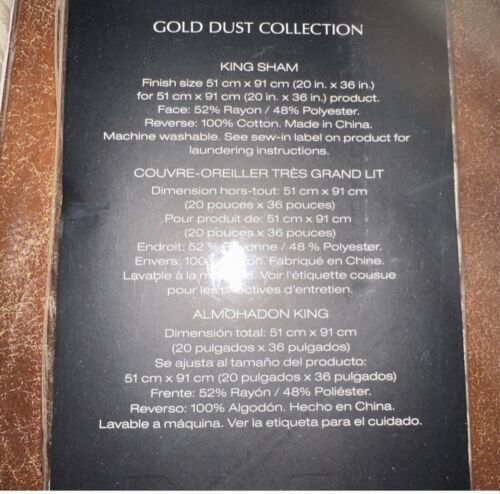 GOLD DUST COLLECTION
KING SHAM
Finish size 51 cm x 91 cm (20 in. x 36 in.)
for 51 cm x 91 cm (20 in. x 36 in.) product.
Face: 52% Rayon / 48% Polyester.
Reverse: 100% Cotton. Made in China.
Machine washable. See sew-in label on product for
laundering instructions.
COUVRE-OREILLER TRÈS GRAND LIT
Dimension hors-tout: 51 cm x 91 cm
(20 pouces x 36 pouces)
Pour produit de: 51 cm x 91 cm
(20 pouces x 36 pouces)
Endroit: 52 % / 48 % Polyester.
Envers: Fabriqué en Chine.
Lavable à la Voir l'étiquette cousue
pour les directives d'entretien.
ALMOHADON KING
Dimensión total: 51 cm x 91 cm
(20 pulgados x 36 pulgados)
Se ajusta al tamaño del producto:
51 cm x 91 cm (20 pulgados x 36 pulgados)
Frente: 52% Rayón / 48% Poliéster.
Reverso: 100% Algodón. Hecho en China.
Lavable a máquina. Ver la etiqueta para el cuidado.